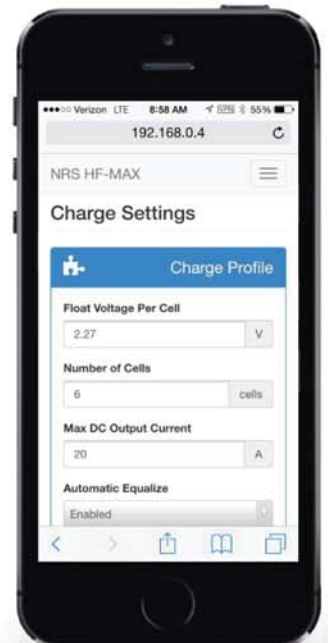 Verizon LTE 8:58 AM VPN 55%
192.168.0.4
NRS HF-MAX
Charge Settings
Charge Profile
Float Voltage Per Cell
2.27 V
Number of Cells
6 cells
Max DC Output Current
20 A
Automatic Equalize
Enabled